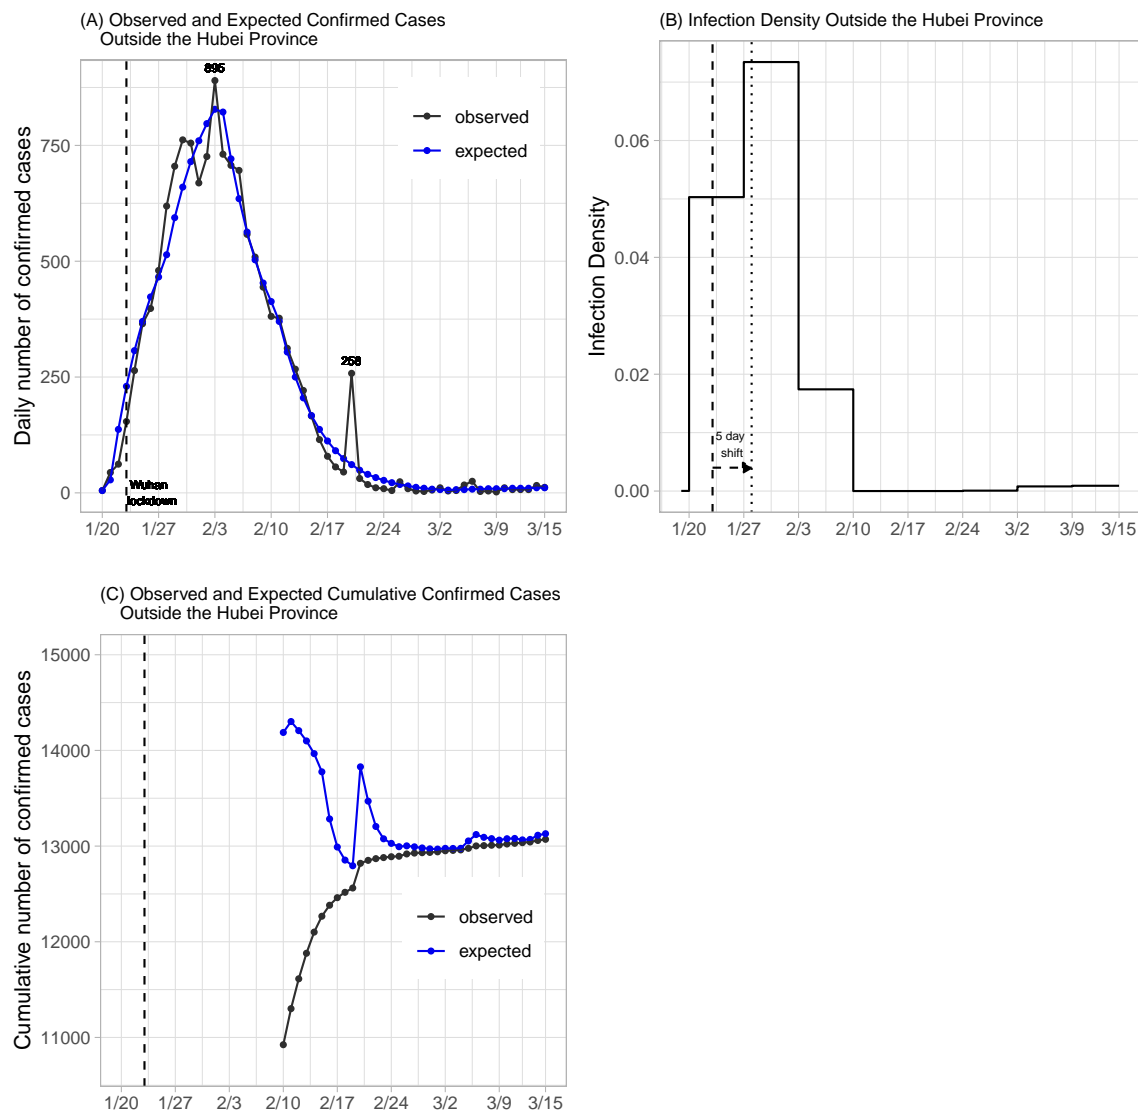 (A) Observed and Expected Confirmed Cases
Outside the Hubei Province
Daily number of confirmed cases
750
500
250
0
895
258
observed
expected
Wuhan
lockdown
1/20
1/27
2/3
2/10
2/17
2/24
3/2
3/9
3/15
(B) Infection Density Outside the Hubei Province
Infection Density
0.06
0.04
0.02
0.00
5 day
shift
1/20
1/27
2/3
2/10
2/17
2/24
3/2
3/9
3/15
(C) Observed and Expected Cumulative Confirmed Cases
Outside the Hubei Province
Cumulative number of confirmed cases
15000
14000
13000
12000
11000
observed
expected
1/20
1/27
2/3
2/10
2/17
2/24
3/2
3/9
3/15